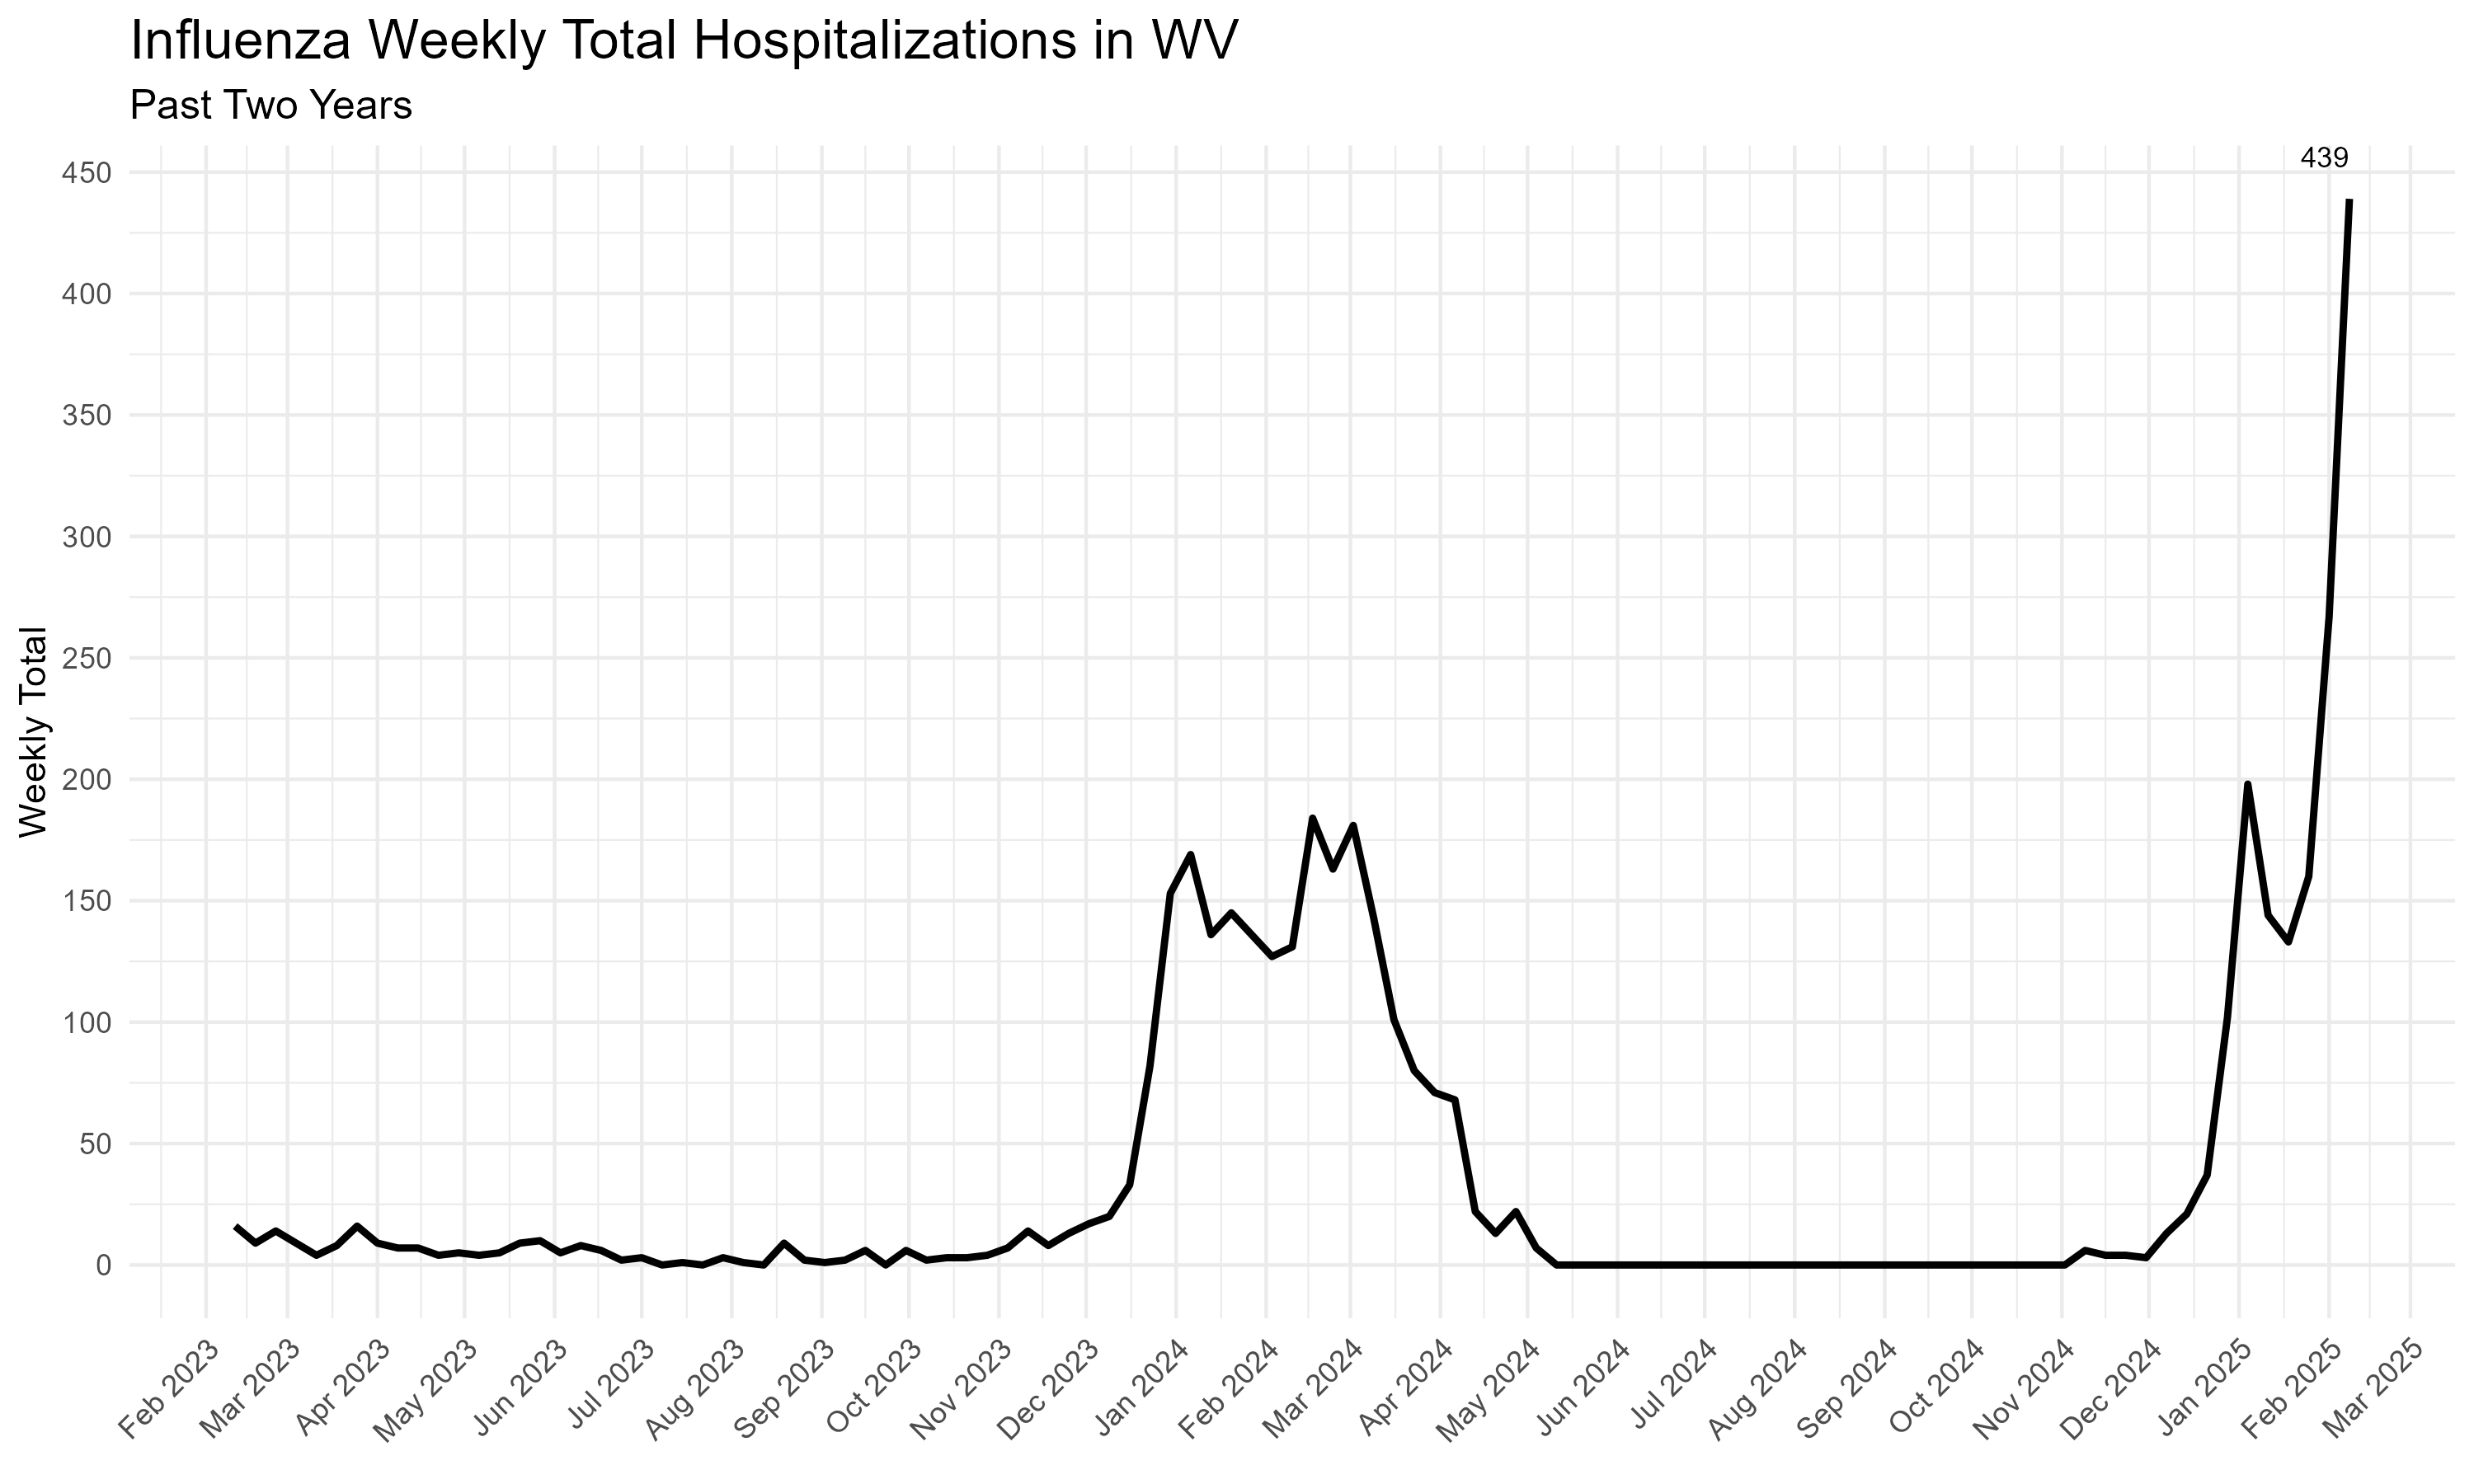 Influenza Weekly Total Hospitalizations in WV
Past Two Years
439
450
400
350
300
250
200
150
100
50
0
Weekly Total
Feb 2023
Mar 2023
Apr 2023
May 2023
Jun 2023
Jul 2023
Aug 2023
Sep 2023
Oct 2023
Nov 2023
Dec 2023
Jan 2024
Feb 2024
Mar 2024
Apr 2024
May 2024
Jun 2024
Jul 2024
Aug 2024
Sep 2024
Oct 2024
Nov 2024
Dec 2024
Jan 2025
Feb 2025
Mar 2025